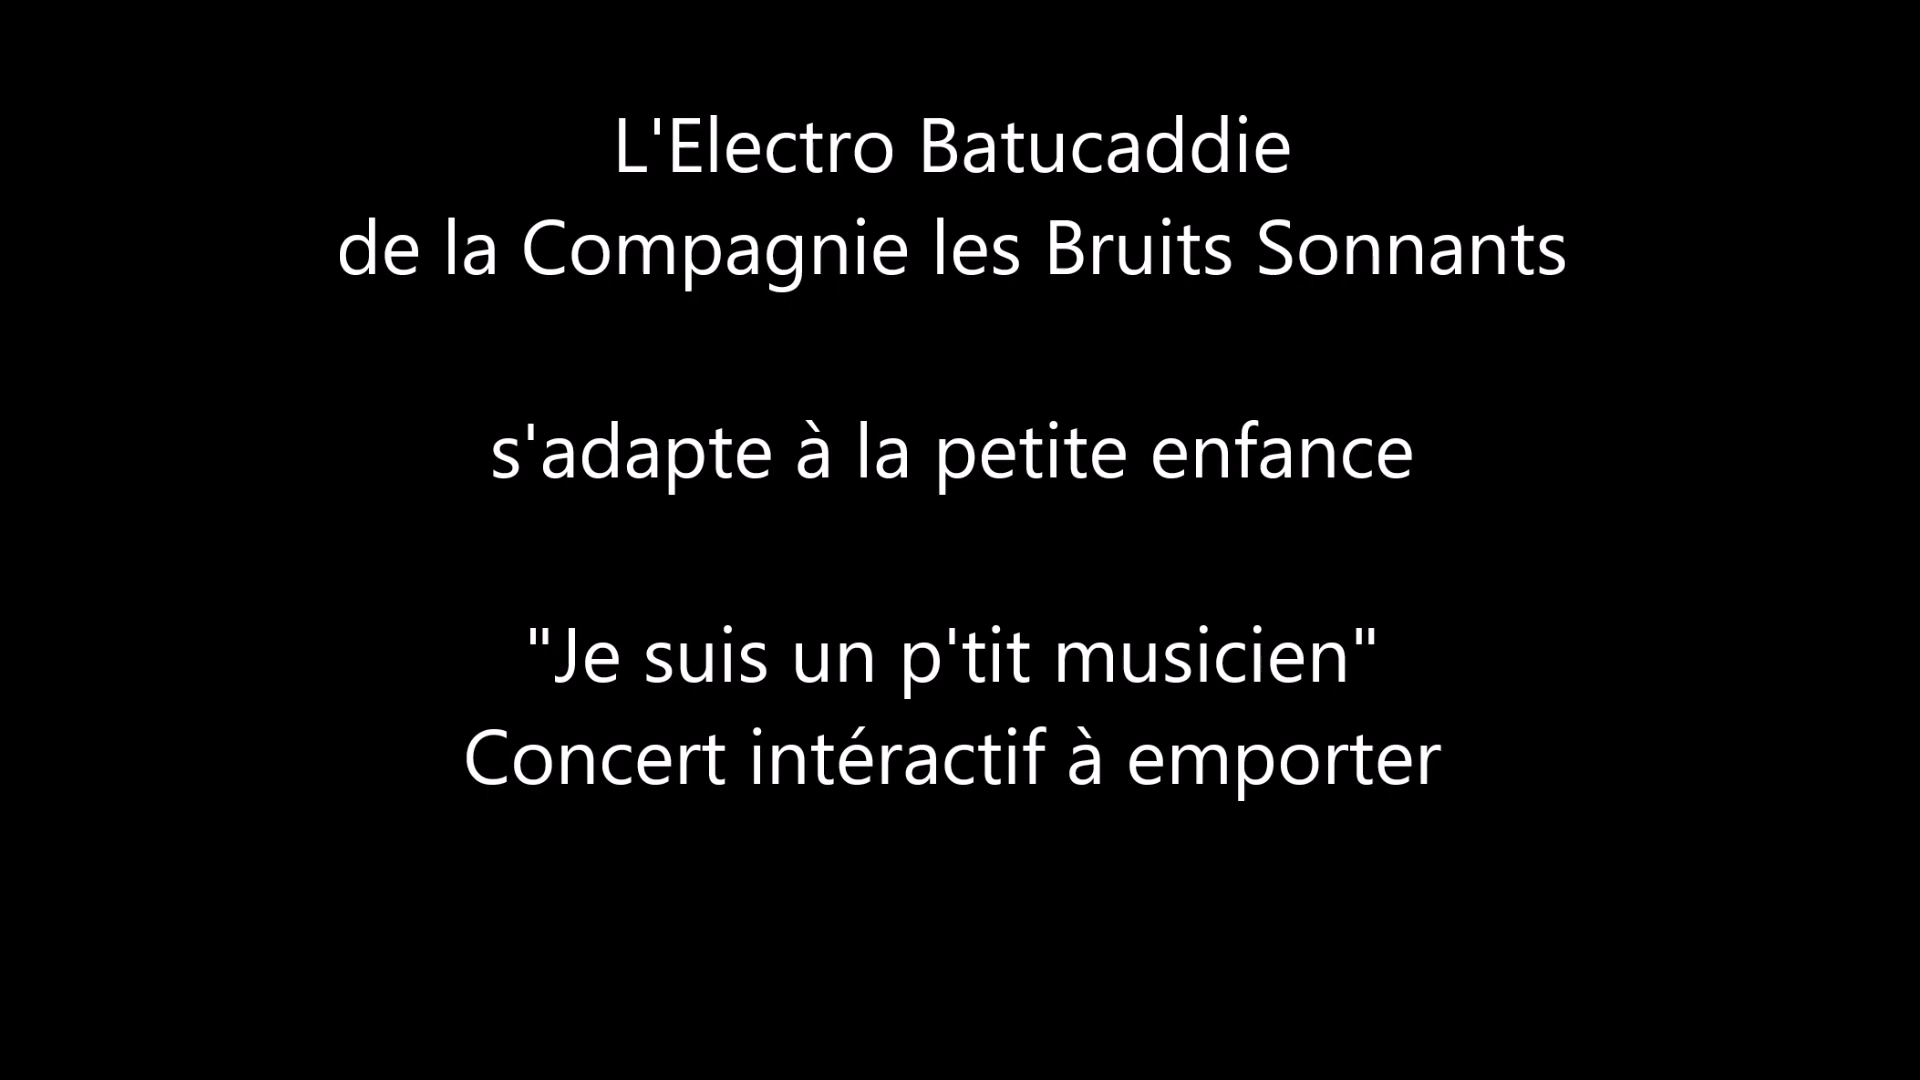 L'Electro Batucaddie
de la Compagnie les Bruits Sonnants
s'adapte à la petite enfance
"Je suis un p'tit musicien"
Concert intéractif à emporter